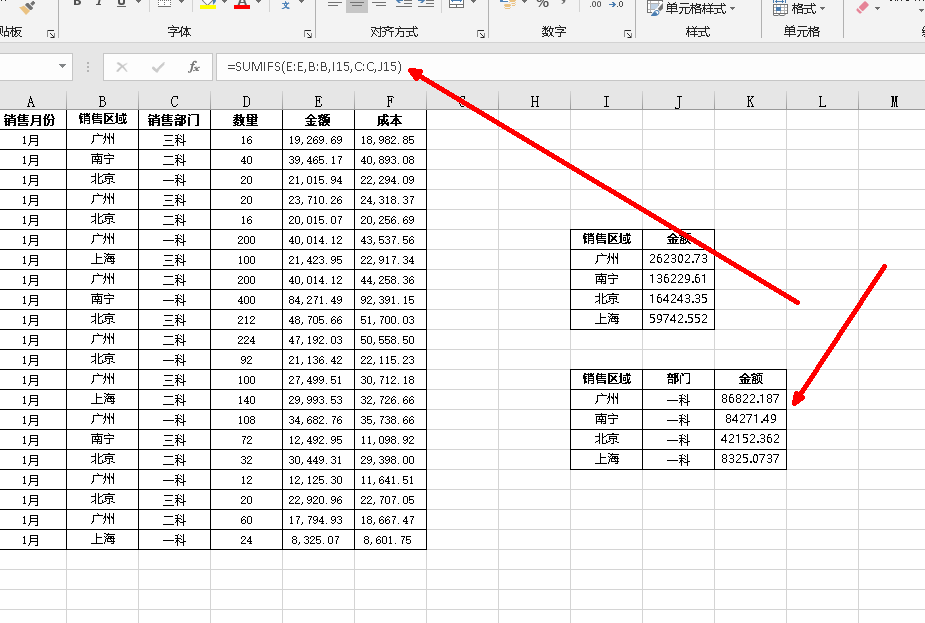 B I U A 文 % , .00 →.0 单元格样式 格式
贴板 字体 对齐方式 数字 样式 单元格
fx =SUMIFS(E:E,B:B,I15,C:C,J15)
A B C D E F G H I J K L M
销售月份 销售区域 销售部门 数量 金额 成本
1月 广州 三科 16 19,269.69 18,982.85
1月 南宁 二科 40 39,465.17 40,893.08
1月 北京 一科 20 21,015.94 22,294.09
1月 广州 三科 20 23,710.26 24,318.37
1月 北京 二科 16 20,015.07 20,256.69
1月 广州 一科 200 40,014.12 43,537.56 销售区域 金额
1月 上海 三科 100 21,423.95 22,917.34 广州 262302.73
1月 广州 二科 200 40,014.12 44,258.36 南宁 136229.61
1月 南宁 一科 400 84,271.49 92,391.15 北京 164243.35
1月 北京 三科 212 48,705.66 51,700.03 上海 59742.552
1月 广州 二科 224 47,192.03 50,558.50
1月 北京 一科 92 21,136.42 22,115.23
1月 广州 三科 100 27,499.51 30,712.18 销售区域 部门 金额
1月 上海 二科 140 29,993.53 32,726.66 广州 一科 86822.187
1月 广州 一科 108 34,682.76 35,738.66 南宁 一科 84271.49
1月 南宁 三科 72 12,492.95 11,098.92 北京 一科 42152.362
1月 北京 二科 32 30,449.31 29,398.00 上海 一科 8325.0737
1月 广州 一科 12 12,125.30 11,641.51
1月 北京 三科 20 22,920.96 22,707.05
1月 广州 二科 60 17,794.93 18,667.47
1月 上海 一科 24 8,325.07 8,601.75